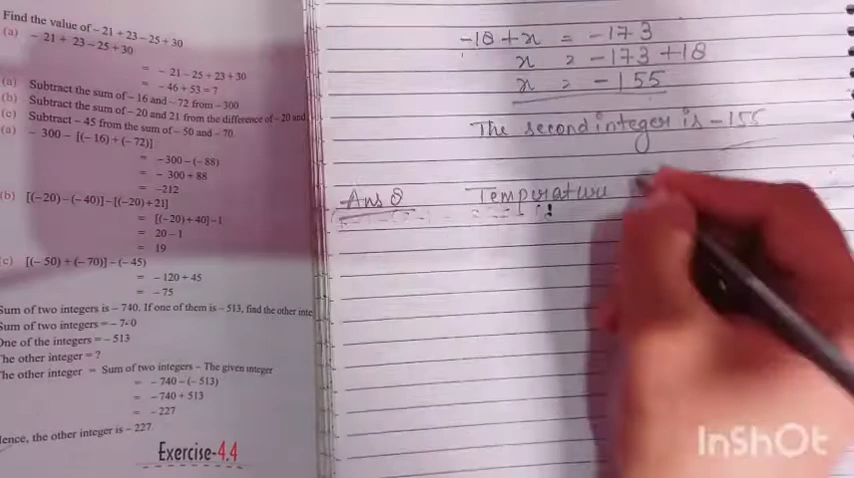 Find the value of – 21 + 23 – 25 + 30
(a) – 21 + 23 – 25 + 30
= – 21 – 25 + 23 + 30
= – 46 + 53 = 7
(a) Subtract the sum of – 16 and – 72 from – 300
(b) Subtract the sum of – 20 and 21 from the difference of – 20 and
(c) Subtract – 45 from the sum of – 50 and – 70.
(a) – 300 – [(– 16) + (– 72)]
= –300 – (– 88)
= – 300 + 88
= –212
(b) [(–20) – (– 40)] – [(–20) + 21]
= [(–20) + 40] – 1
= 20 – 1
= 19
(c) [(– 50) + (– 70)] – (– 45)
= – 120 + 45
= – 75
Sum of two integers is – 740. If one of them is – 513, find the other inte
Sum of two integers = – 7-0
One of the integers = – 513
The other integer = ?
The other integer = Sum of two integers – The given integer
= – 740 – (– 513)
= – 740 + 513
= – 227
Hence, the other integer is – 227
Exercise-4.4
-18 + x = -173
x = -173 + 18
x = -155
The second integer is -155
Ans 8 Temperature
InShOT